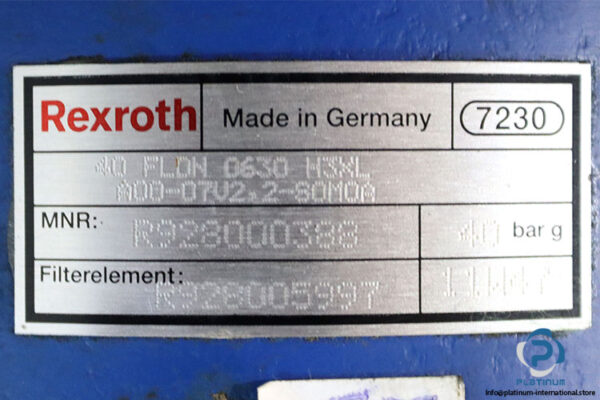 Rexroth Made in Germany 7230
40 FLDN 0630 H3XL
A00-07V2,2-S0M0A
MNR: R928000388 40 bar g
Filterelement: R928005997
PLATINUM
info@platinum-international.store